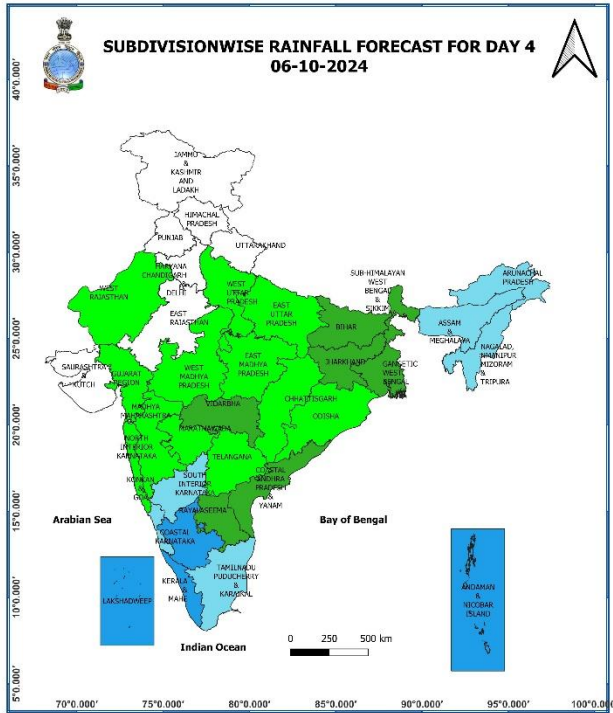 SUBDIVISIONWISE RAINFALL FORECAST FOR DAY 4
06-10-2024
40°0.000'
35°0.000'
30°0.000'
25°0.000'
20°0.000'
15°0.000'
10°0.000'
5°0.000'
JAMMO
&
KASHMIR
AND
LADAKH
HIMACHAL
PRADESH
PUNJAB
UTTARAKHAND
HARYANA
CHANDIGARH
&
DELHI
WEST
RAJASTHAN
EAST
RAJASTHAN
WEST
UTTAR
PRADESH
EAST
UTTAR
PRADESH
SUB-HIMALAYAN
WEST
BENGAL
&
SIKKIM
ARUNACHAL
PRADESH
ASSAM
&
MEGHALAYA
NAGALAD,
MANIPUR
MIZORAM
&
TRIPURA
BIHAR
JHARKHAND
GANGETIC
WEST
BENGAL
SAURASHTRA
&
KUTCH
GUJARAT
REGION
WEST
MADHYA
PRADESH
EAST
MADHYA
PRADESH
CHHATISGARH
ODISHA
VIDARBHA
MADHYA
MAHARASHTRA
MARATHAWADA
NORTH
INTERIOR
KARNATAKA
TELANGANA
KONKAN
&
GOA
SOUTH
INTERIOR
KARNATAKA
COASTAL
ANDHRA
PRADESH
&
YANAM
RAYALASEEMA
COASTAL
KARNATAKA
KERALA
&
MAHE
TAMILNADU
PUDUCHERRY
&
KARAIKAL
LAKSHADWEEP
ANDAMAN
&
NICOBAR
ISLAND
Arabian Sea
Bay of Bengal
Indian Ocean
0 250 500 km
70°0.000' 75°0.000' 80°0.000' 85°0.000' 90°0.000' 95°0.000' 100°0.000'